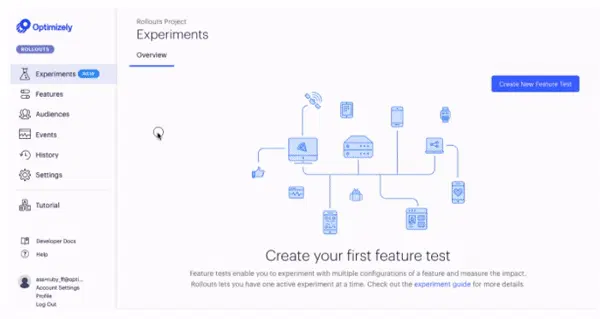 Optimizely
ROLLOUTS
Experiments NEW
Features
Audiences
Events
History
Settings
Tutorial
Developer Docs
Help
Account Settings
Profile
Log Out
Rollouts Project
Experiments
Overview
Create New Feature Test
Create your first feature test
Feature tests enable you to experiment with multiple configurations of a feature and measure the impact.
Rollouts lets you have one active experiment at a time. Check out the experiment guide for more details